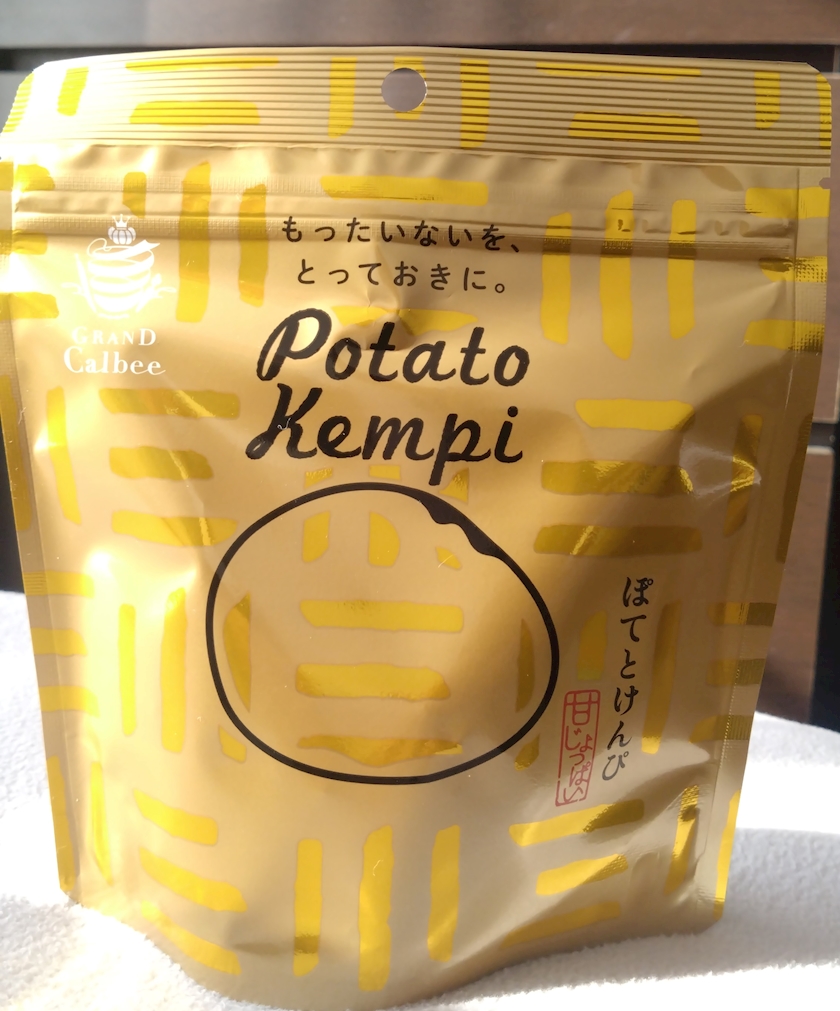 もったいないを、
とっておきに。
GRAND
Calbee
Potato
Kempi
ぽてとけんぴ
甘じょっぱい